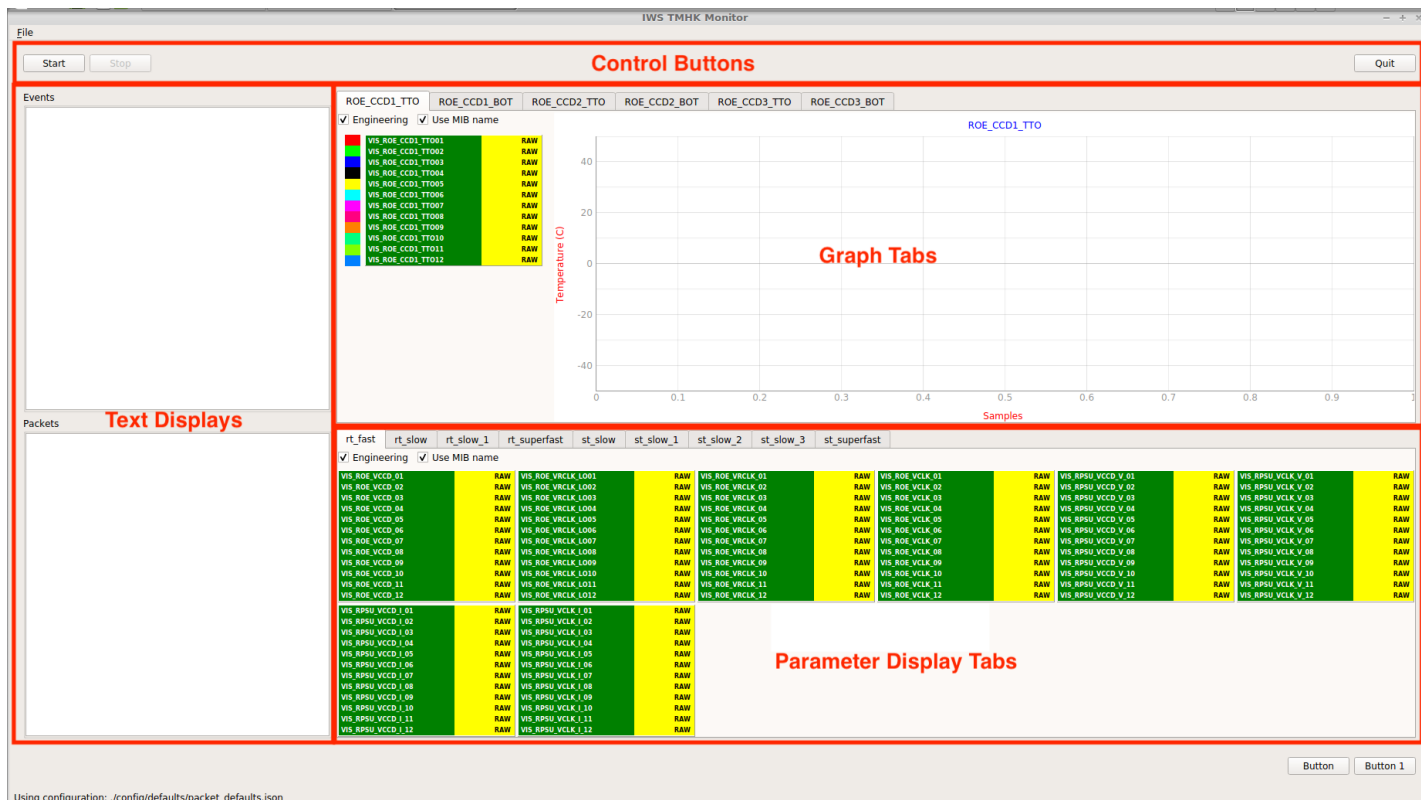 IWS TMHK Monitor
File
Start Stop Control Buttons Quit
Events
ROE_CCD1_TTO ROE_CCD1_BOT ROE_CCD2_TTO ROE_CCD2_BOT ROE_CCD3_TTO ROE_CCD3_BOT
Engineering Use MIB name
ROE_CCD1_TTO
VIS_ROE_CCD1_TTO01 RAW
VIS_ROE_CCD1_TTO02 RAW
VIS_ROE_CCD1_TTO03 RAW
VIS_ROE_CCD1_TTO04 RAW
VIS_ROE_CCD1_TTO05 RAW
VIS_ROE_CCD1_TTO06 RAW
VIS_ROE_CCD1_TTO07 RAW
VIS_ROE_CCD1_TTO08 RAW
VIS_ROE_CCD1_TTO09 RAW
VIS_ROE_CCD1_TTO10 RAW
VIS_ROE_CCD1_TTO11 RAW
VIS_ROE_CCD1_TTO12 RAW
Temperature (C)
40
20
0
-20
-40
Graph Tabs
0 0.1 0.2 0.3 0.4 0.5 0.6 0.7 0.8 0.9 1
Samples
Text Displays
Packets
rt_fast rt_slow rt_slow_1 rt_superfast st_slow st_slow_1 st_slow_2 st_slow_3 st_superfast
Engineering Use MIB name
VIS_ROE_VCCD_01 RAW VIS_ROE_VRCLK_LO01 RAW VIS_ROE_VRCLK_01 RAW VIS_ROE_VCLK_01 RAW VIS_RPSU_VCCD_V_01 RAW VIS_RPSU_VCLK_V_01 RAW
VIS_ROE_VCCD_02 RAW VIS_ROE_VRCLK_LO02 RAW VIS_ROE_VRCLK_02 RAW VIS_ROE_VCLK_02 RAW VIS_RPSU_VCCD_V_02 RAW VIS_RPSU_VCLK_V_02 RAW
VIS_ROE_VCCD_03 RAW VIS_ROE_VRCLK_LO03 RAW VIS_ROE_VRCLK_03 RAW VIS_ROE_VCLK_03 RAW VIS_RPSU_VCCD_V_03 RAW VIS_RPSU_VCLK_V_03 RAW
VIS_ROE_VCCD_04 RAW VIS_ROE_VRCLK_LO04 RAW VIS_ROE_VRCLK_04 RAW VIS_ROE_VCLK_04 RAW VIS_RPSU_VCCD_V_04 RAW VIS_RPSU_VCLK_V_04 RAW
VIS_ROE_VCCD_05 RAW VIS_ROE_VRCLK_LO05 RAW VIS_ROE_VRCLK_05 RAW VIS_ROE_VCLK_05 RAW VIS_RPSU_VCCD_V_05 RAW VIS_RPSU_VCLK_V_05 RAW
VIS_ROE_VCCD_06 RAW VIS_ROE_VRCLK_LO06 RAW VIS_ROE_VRCLK_06 RAW VIS_ROE_VCLK_06 RAW VIS_RPSU_VCCD_V_06 RAW VIS_RPSU_VCLK_V_06 RAW
VIS_ROE_VCCD_07 RAW VIS_ROE_VRCLK_LO07 RAW VIS_ROE_VRCLK_07 RAW VIS_ROE_VCLK_07 RAW VIS_RPSU_VCCD_V_07 RAW VIS_RPSU_VCLK_V_07 RAW
VIS_ROE_VCCD_08 RAW VIS_ROE_VRCLK_LO08 RAW VIS_ROE_VRCLK_08 RAW VIS_ROE_VCLK_08 RAW VIS_RPSU_VCCD_V_08 RAW VIS_RPSU_VCLK_V_08 RAW
VIS_ROE_VCCD_09 RAW VIS_ROE_VRCLK_LO09 RAW VIS_ROE_VRCLK_09 RAW VIS_ROE_VCLK_09 RAW VIS_RPSU_VCCD_V_09 RAW VIS_RPSU_VCLK_V_09 RAW
VIS_ROE_VCCD_10 RAW VIS_ROE_VRCLK_LO10 RAW VIS_ROE_VRCLK_10 RAW VIS_ROE_VCLK_10 RAW VIS_RPSU_VCCD_V_10 RAW VIS_RPSU_VCLK_V_10 RAW
VIS_ROE_VCCD_11 RAW VIS_ROE_VRCLK_LO11 RAW VIS_ROE_VRCLK_11 RAW VIS_ROE_VCLK_11 RAW VIS_RPSU_VCCD_V_11 RAW VIS_RPSU_VCLK_V_11 RAW
VIS_ROE_VCCD_12 RAW VIS_ROE_VRCLK_LO12 RAW VIS_ROE_VRCLK_12 RAW VIS_ROE_VCLK_12 RAW VIS_RPSU_VCCD_V_12 RAW VIS_RPSU_VCLK_V_12 RAW
VIS_RPSU_VCCD_I_01 RAW VIS_RPSU_VCLK_I_01 RAW
VIS_RPSU_VCCD_I_02 RAW VIS_RPSU_VCLK_I_02 RAW
VIS_RPSU_VCCD_I_03 RAW VIS_RPSU_VCLK_I_03 RAW
VIS_RPSU_VCCD_I_04 RAW VIS_RPSU_VCLK_I_04 RAW
VIS_RPSU_VCCD_I_05 RAW VIS_RPSU_VCLK_I_05 RAW
VIS_RPSU_VCCD_I_06 RAW VIS_RPSU_VCLK_I_06 RAW
VIS_RPSU_VCCD_I_07 RAW VIS_RPSU_VCLK_I_07 RAW
VIS_RPSU_VCCD_I_08 RAW VIS_RPSU_VCLK_I_08 RAW
VIS_RPSU_VCCD_I_09 RAW VIS_RPSU_VCLK_I_09 RAW
VIS_RPSU_VCCD_I_10 RAW VIS_RPSU_VCLK_I_10 RAW
VIS_RPSU_VCCD_I_11 RAW VIS_RPSU_VCLK_I_11 RAW
VIS_RPSU_VCCD_I_12 RAW VIS_RPSU_VCLK_I_12 RAW
Parameter Display Tabs
Button Button 1
Using configuration: ./config/defaults/packet_defaults.json